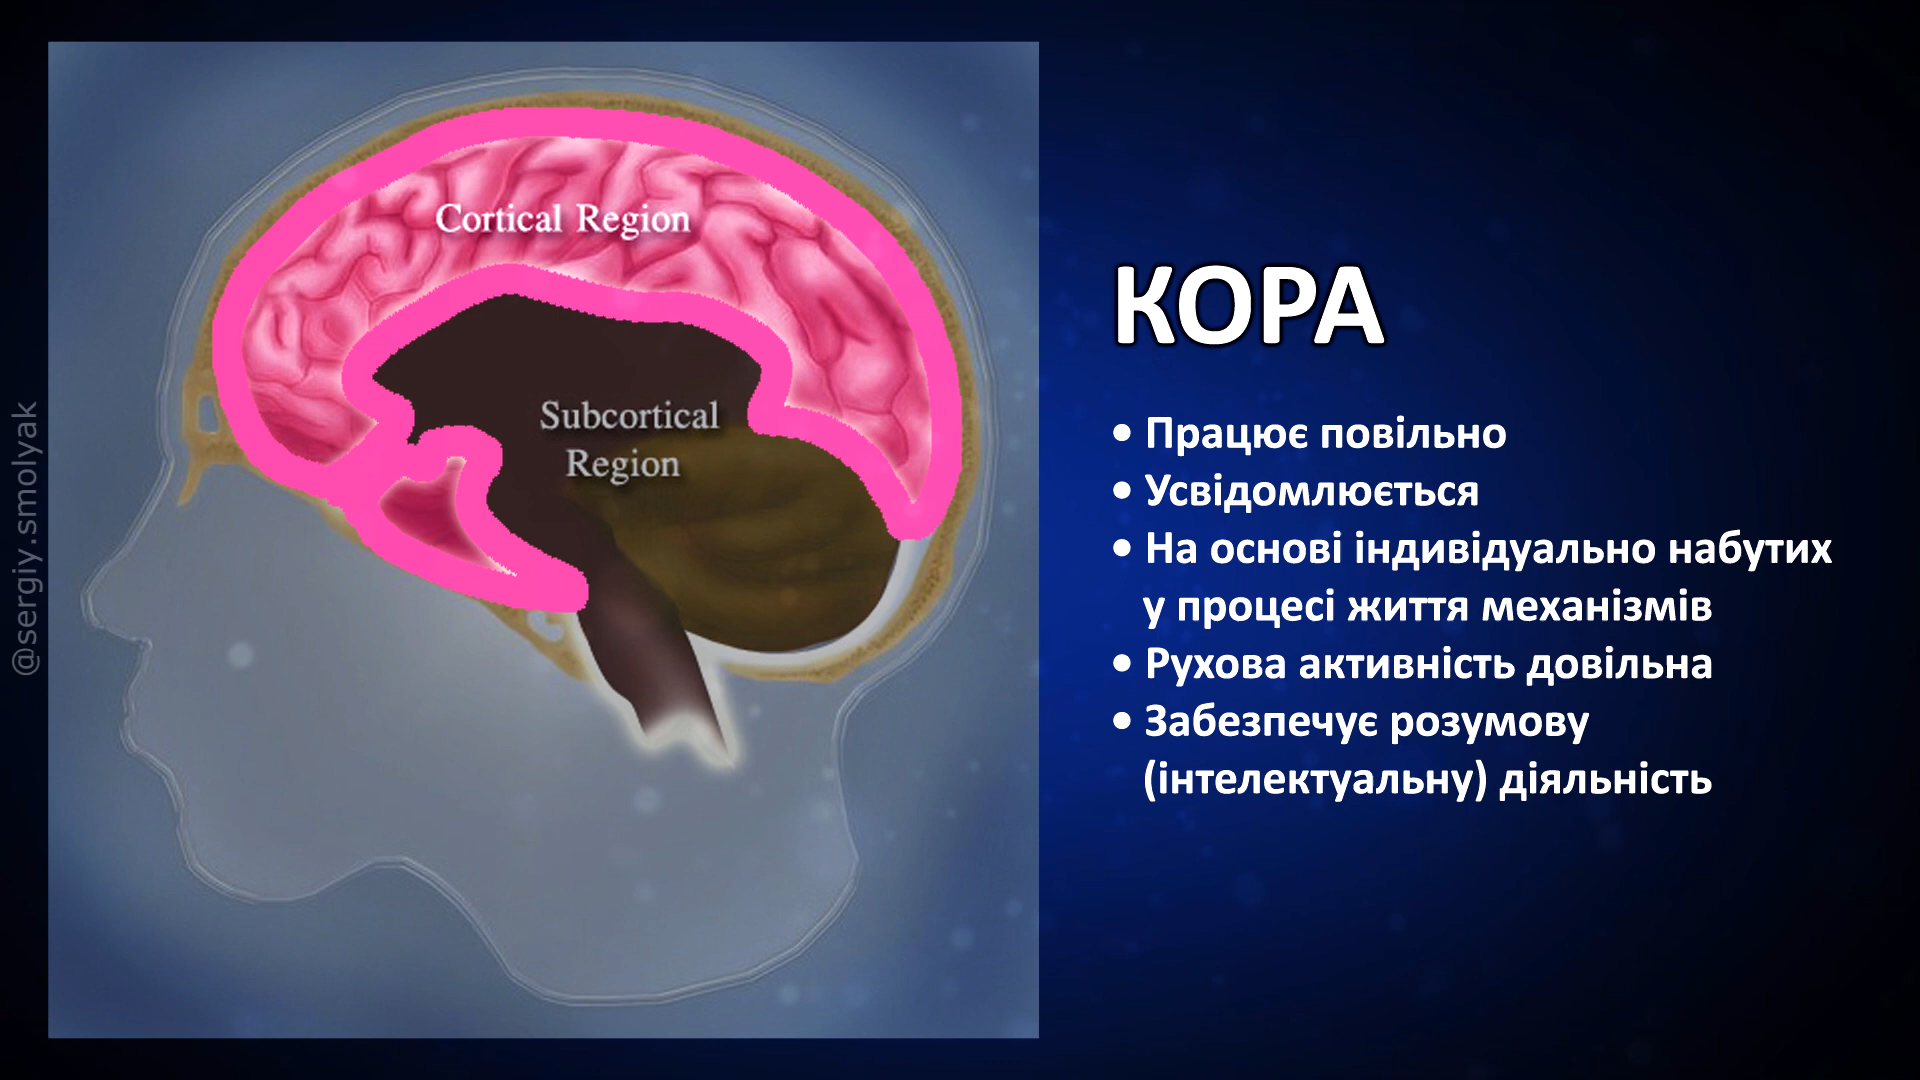 @sergiy.smolyak
Cortical Region
Subcortical
Region
КОРА
• Працює повільно
• Усвідомлюється
• На основі індивідуально набутих
у процесі життя механізмів
• Рухова активність довільна
• Забезпечує розумову
(інтелектуальну) діяльність